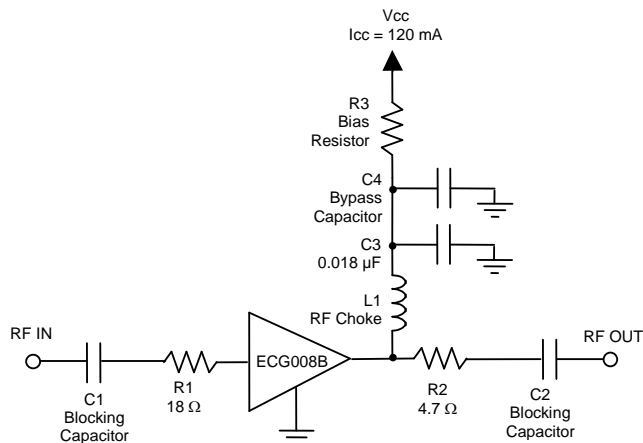 Vcc
Icc = 120 mA
R3
Bias
Resistor
C4
Bypass
Capacitor
C3
0.018 µF
L1
RF Choke
RF IN
RF OUT
ECG008B
C1
Blocking
Capacitor
R1
18 Ω
R2
4.7 Ω
C2
Blocking
Capacitor